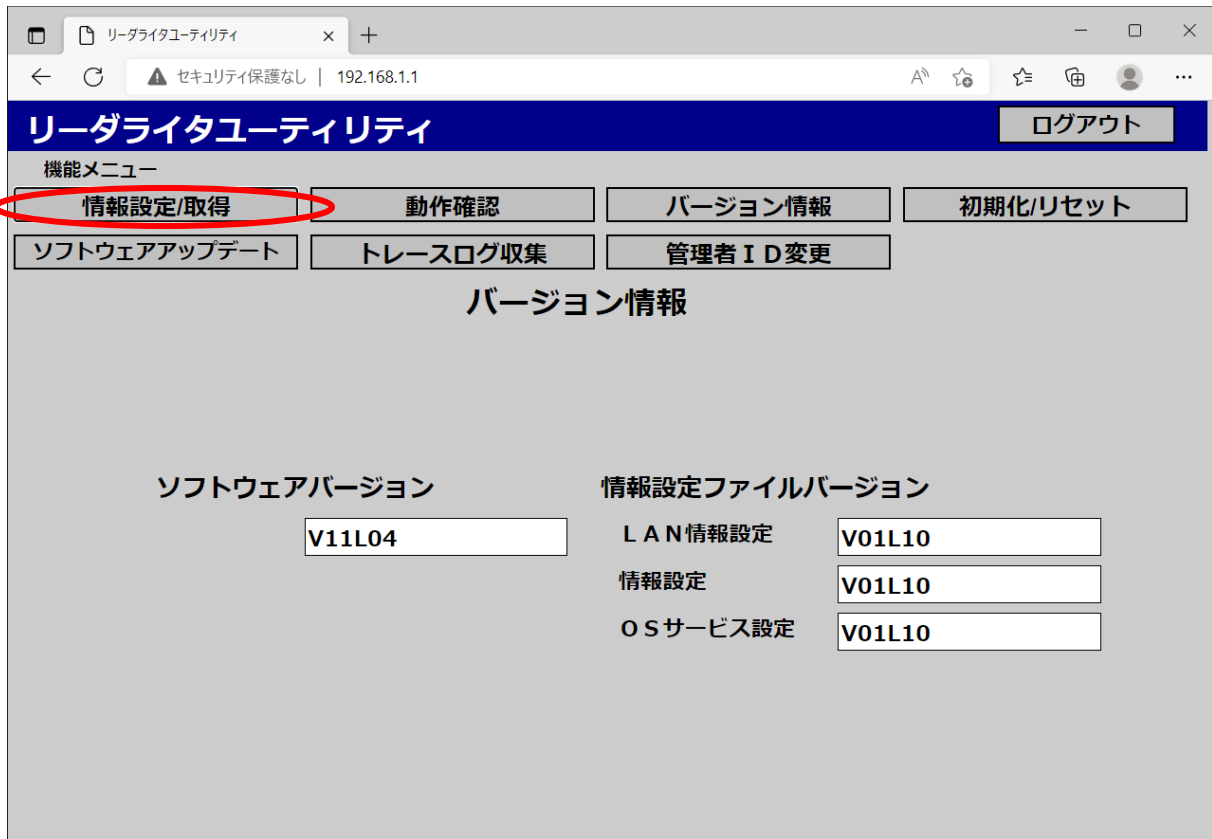 リーダライタユーティリティ
セキュリティ保護なし | 192.168.1.1
リーダライタユーティリティ ログアウト
機能メニュー
情報設定/取得 動作確認 バージョン情報 初期化/リセット
ソフトウェアアップデート トレースログ収集 管理者ＩＤ変更
バージョン情報
ソフトウェアバージョン 情報設定ファイルバージョン
V11L04 ＬＡＮ情報設定 V01L10
情報設定 V01L10
ＯＳサービス設定 V01L10